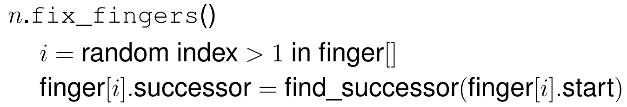 n.fix_fingers()
i = random index > 1 in finger[]
finger[i].successor = find_successor(finger[i].start)